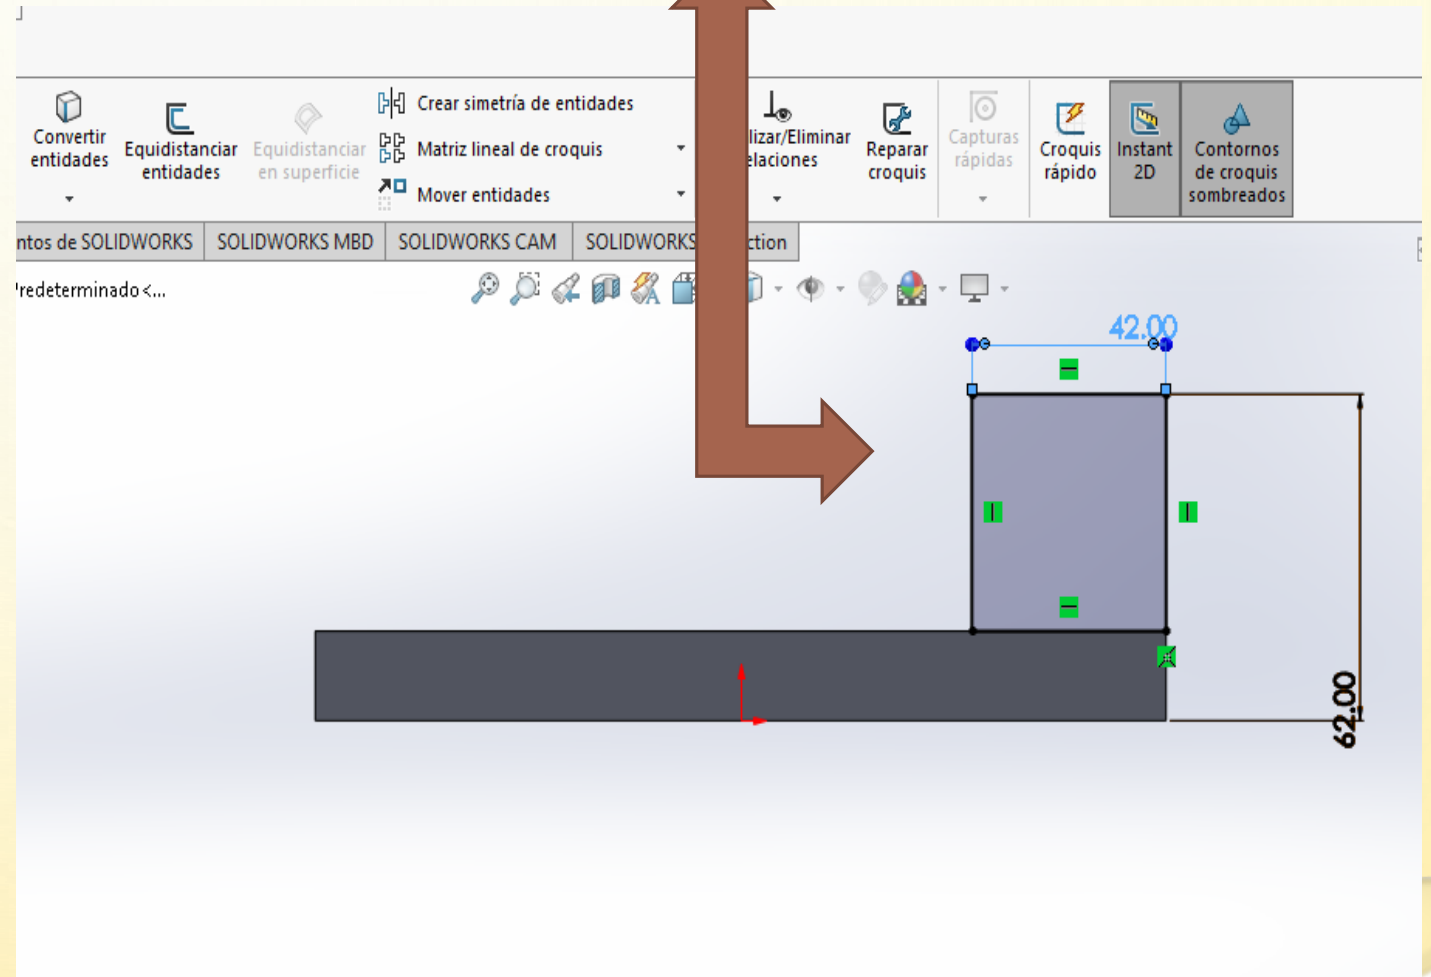 Crear simetría de entidades
Convertir
entidades
Equidistanciar
entidades
Equidistanciar
en superficie
Matriz lineal de croquis
Mover entidades
Reparar
croquis
Capturas
rápidas
Croquis
rápido
Instant
2D
Contornos
de croquis
sombreados
lizar/Eliminar
elaciones
ntos de SOLIDWORKS
SOLIDWORKS MBD
SOLIDWORKS CAM
SOLIDWORKS
ction
redeterminado<...
42.00
62.00